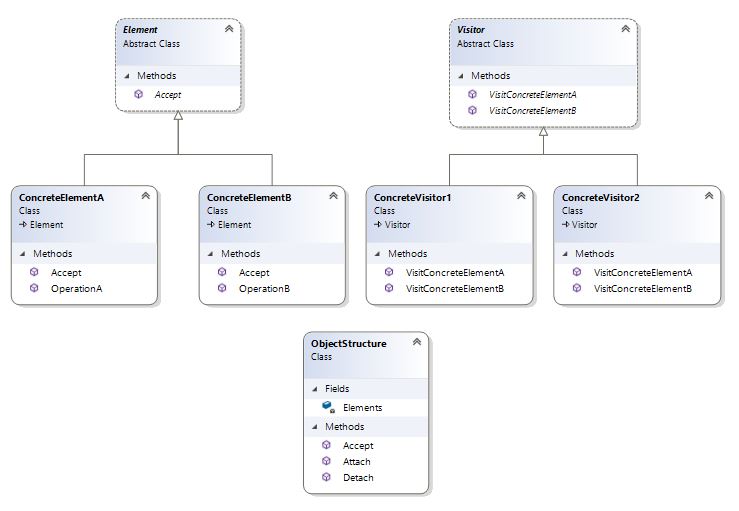 Element
Abstract Class
Methods
Accept
Visitor
Abstract Class
Methods
VisitConcreteElementA
VisitConcreteElementB
ConcreteElementA
Class
Element
Methods
Accept
OperationA
ConcreteElementB
Class
Element
Methods
Accept
OperationB
ConcreteVisitor1
Class
Visitor
Methods
VisitConcreteElementA
VisitConcreteElementB
ConcreteVisitor2
Class
Visitor
Methods
VisitConcreteElementA
VisitConcreteElementB
ObjectStructure
Class
Fields
Elements
Methods
Accept
Attach
Detach